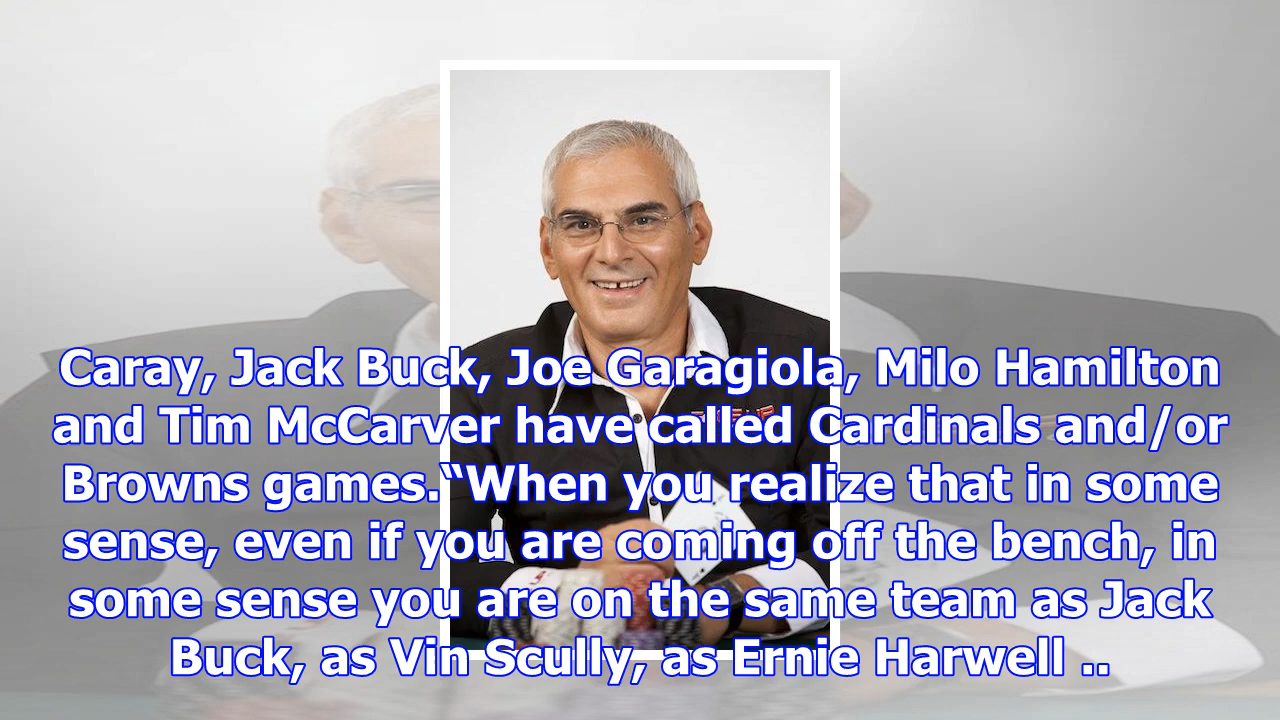 Caray, Jack Buck, Joe Garagiola, Milo Hamilton
and Tim McCarver have called Cardinals and/or
Browns games.“When you realize that in some
sense, even if you are coming off the bench, in
some sense you are on the same team as Jack
Buck, as Vin Scully, as Ernie Harwell ..